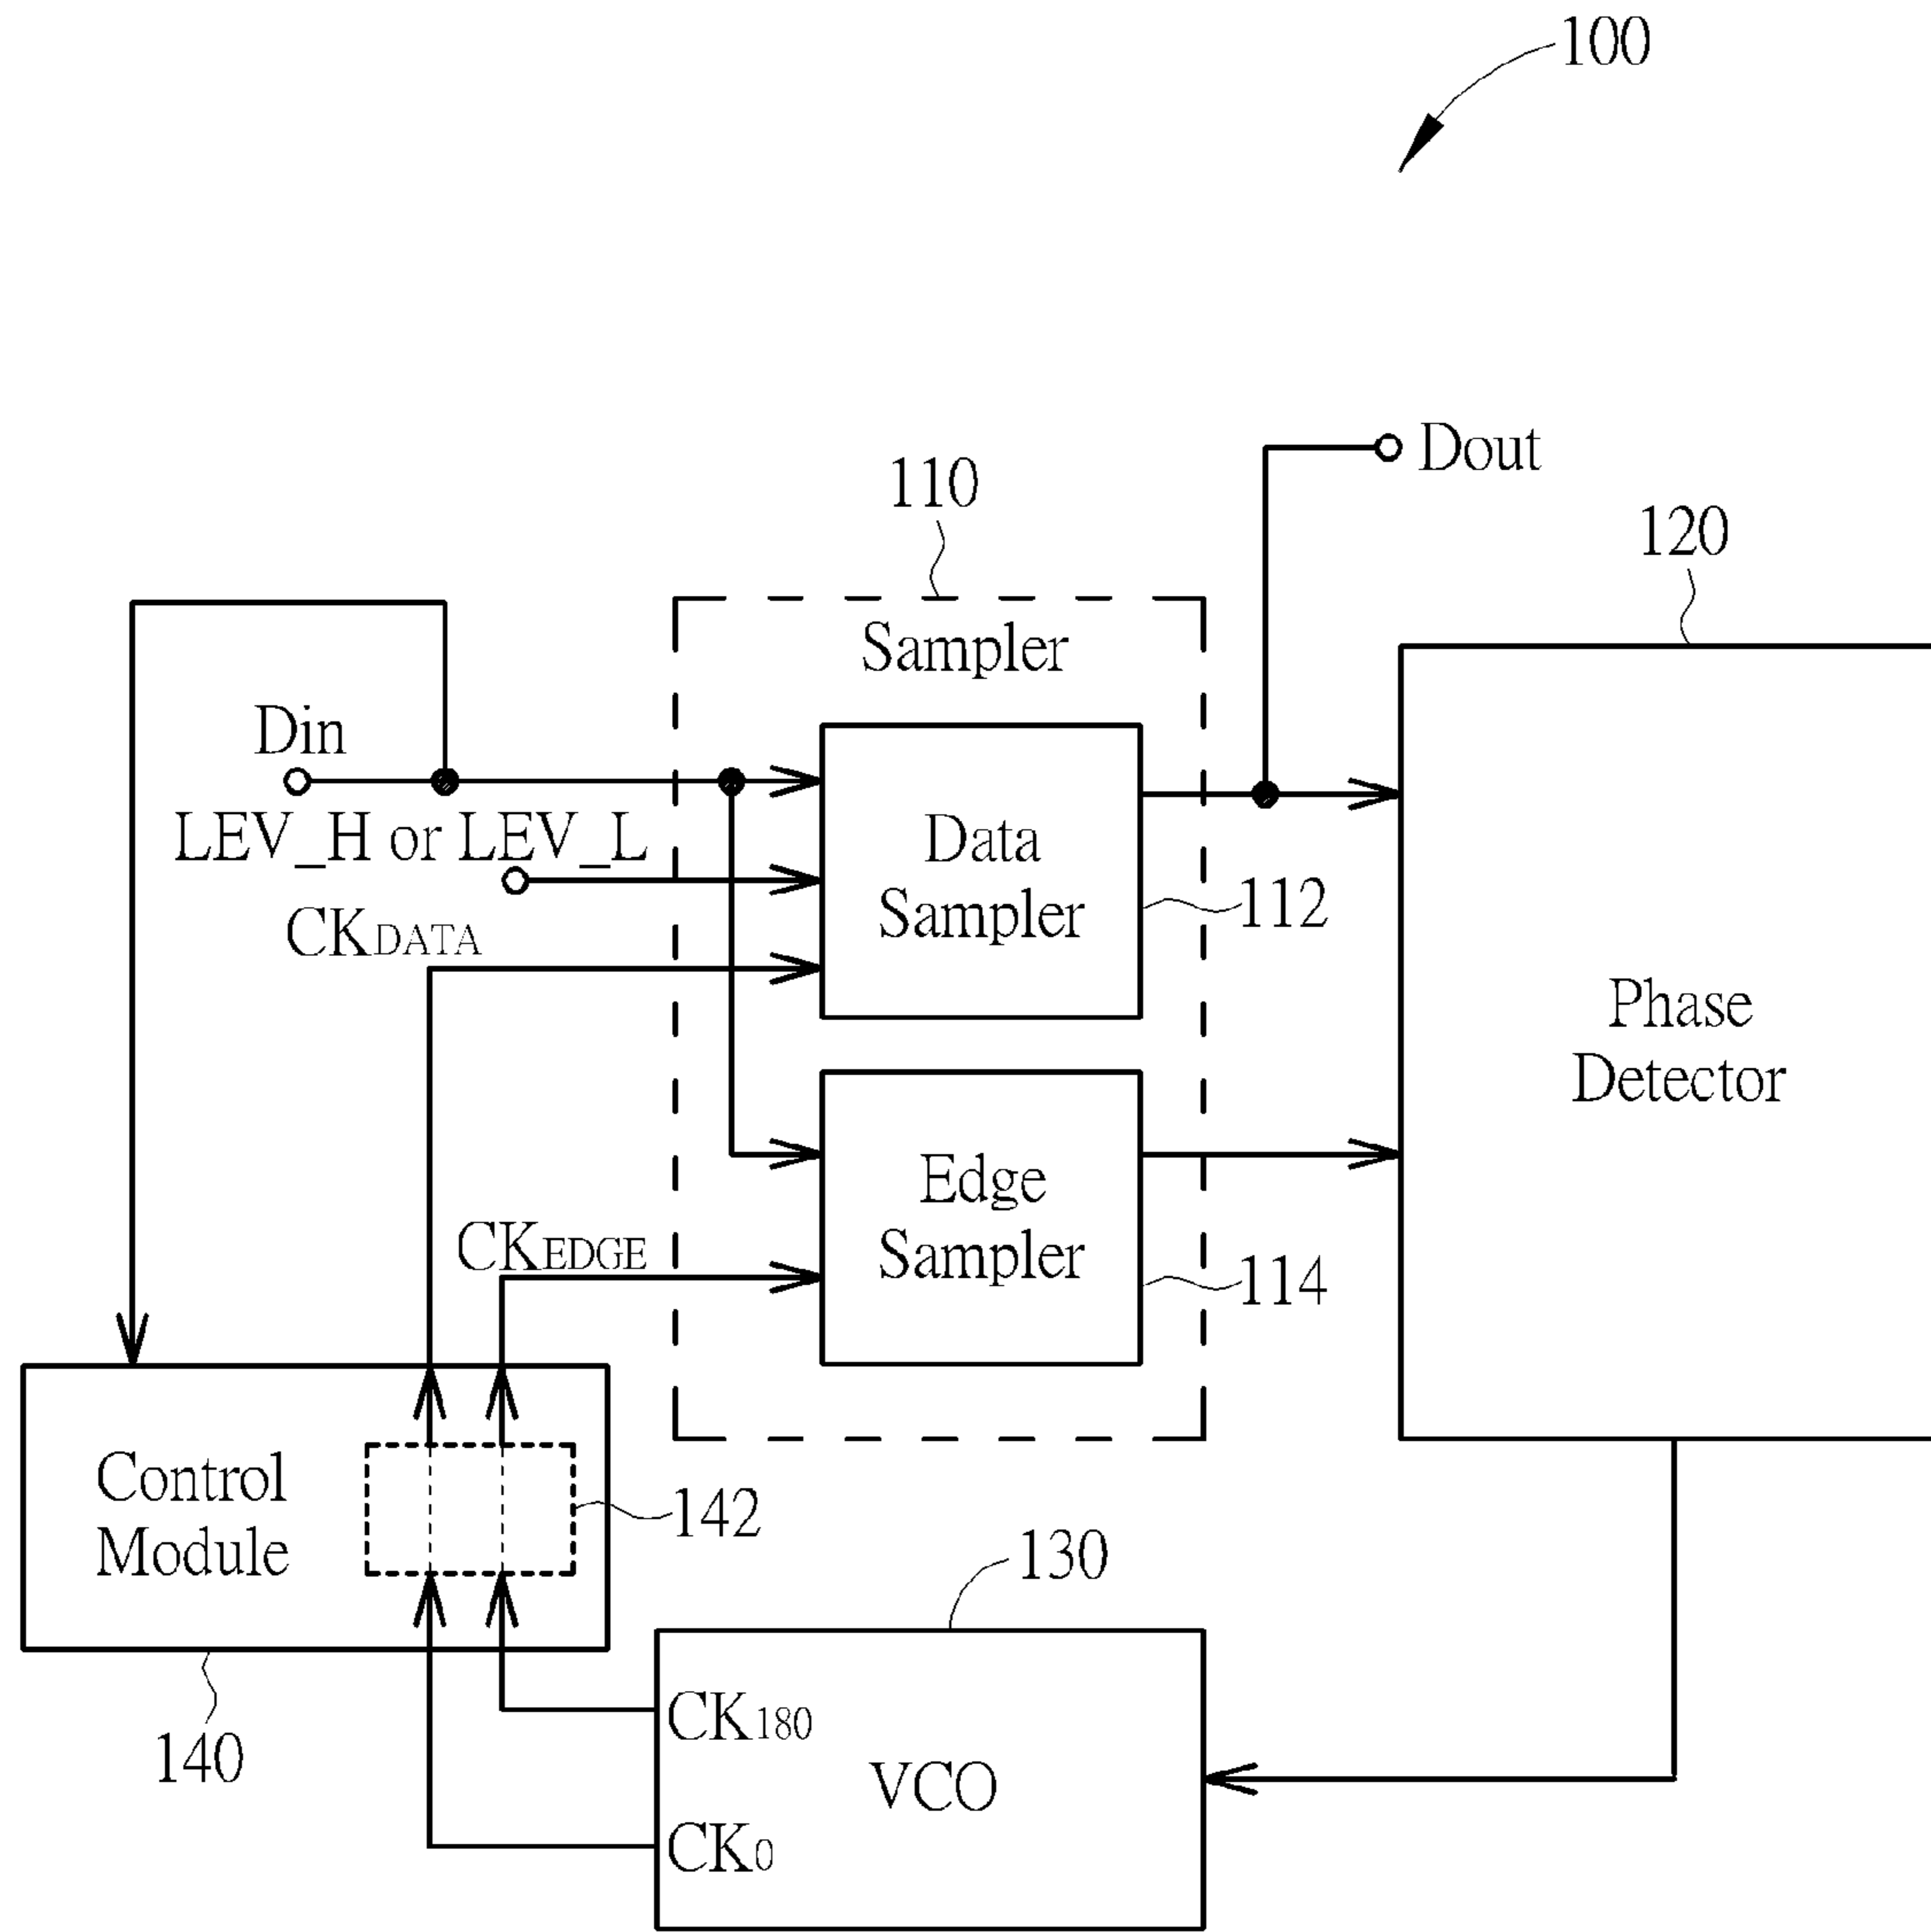 100
Dout
110
120
Sampler
Din
LEV_H or LEV_L
Data
Sampler
112
CKDATA
Phase
Detector
Edge
Sampler
CKEDGE
114
Control
Module
142
130
CK180
140
VCO
CK0